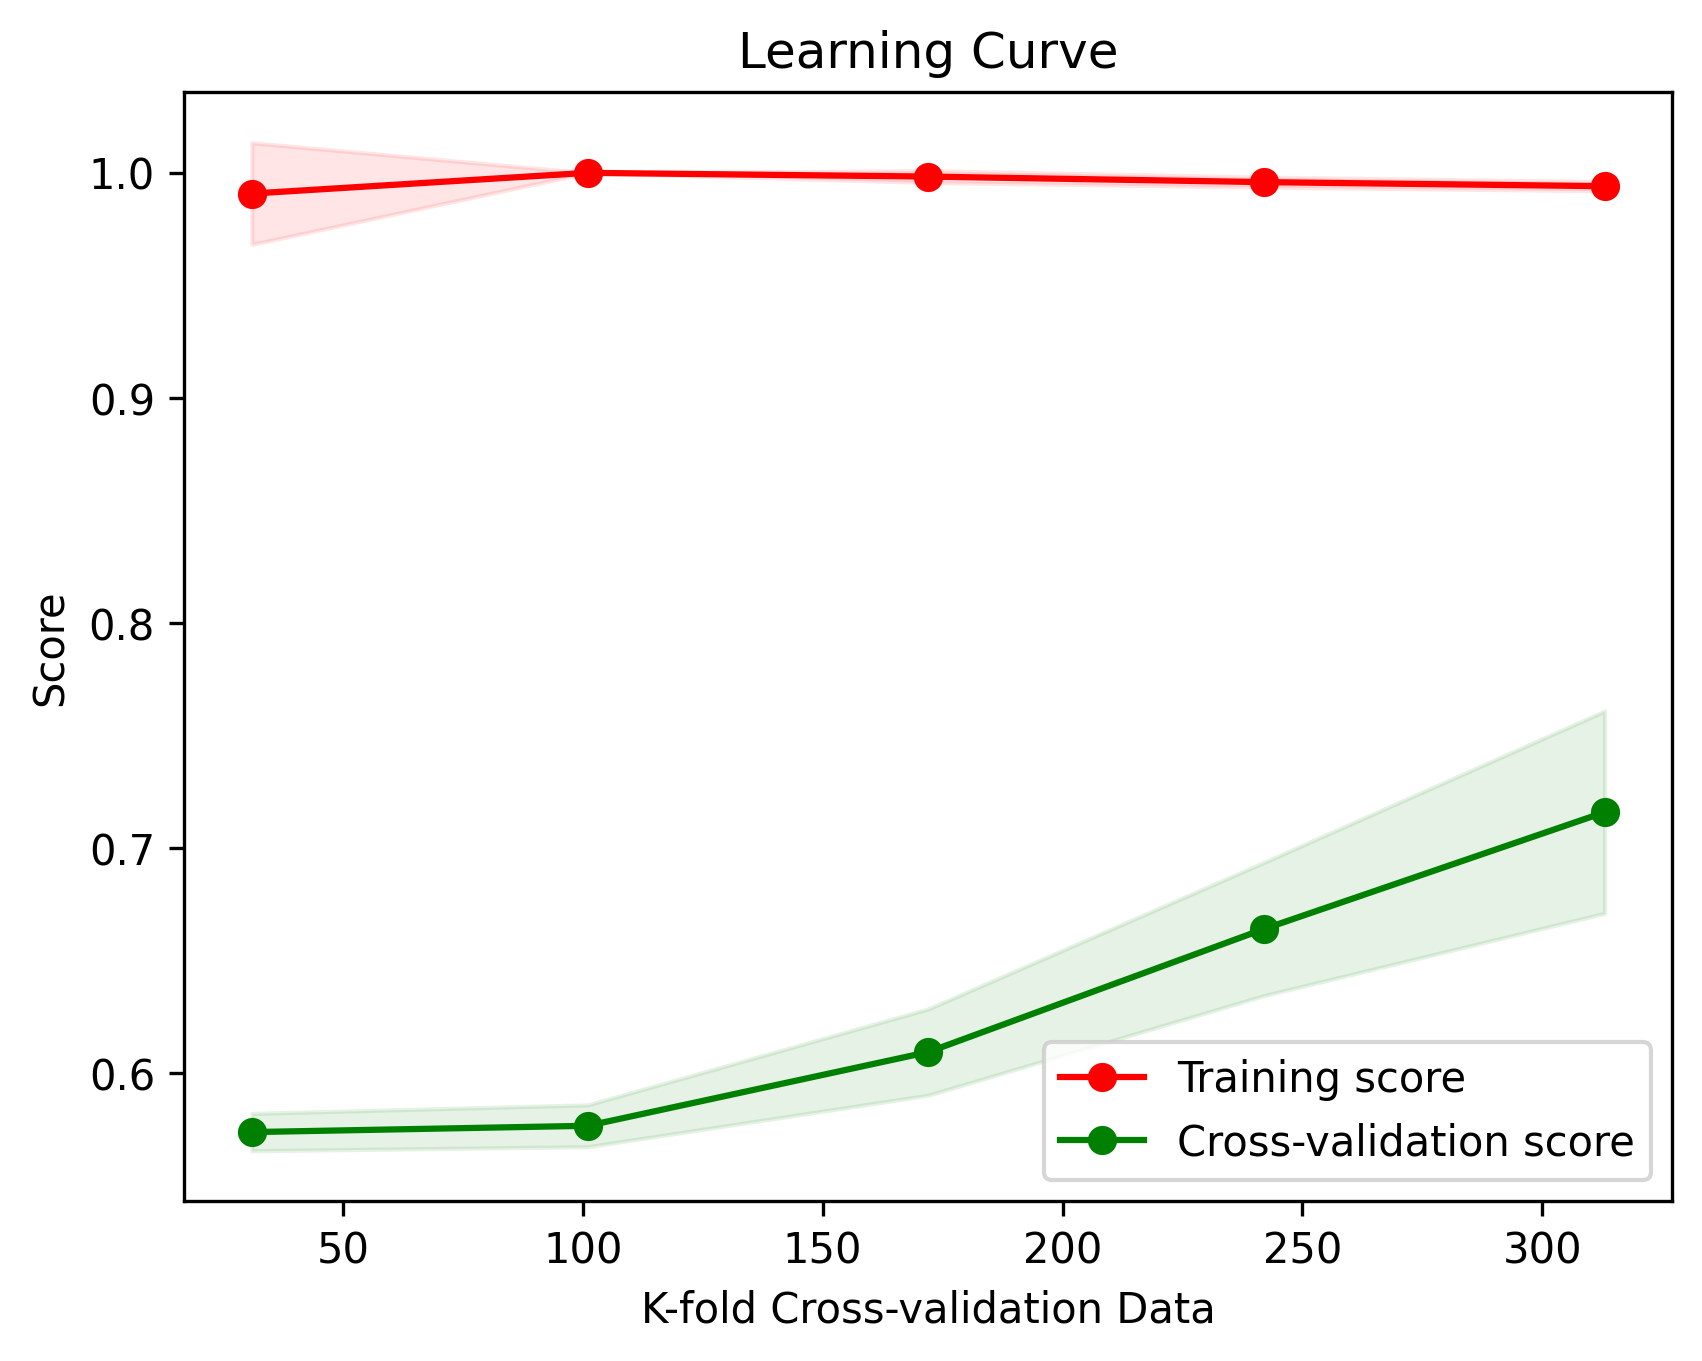 Learning Curve
1.0
0.9
0.8
0.7
0.6
Score
50 100 150 200 250 300
K-fold Cross-validation Data
Training score
Cross-validation score